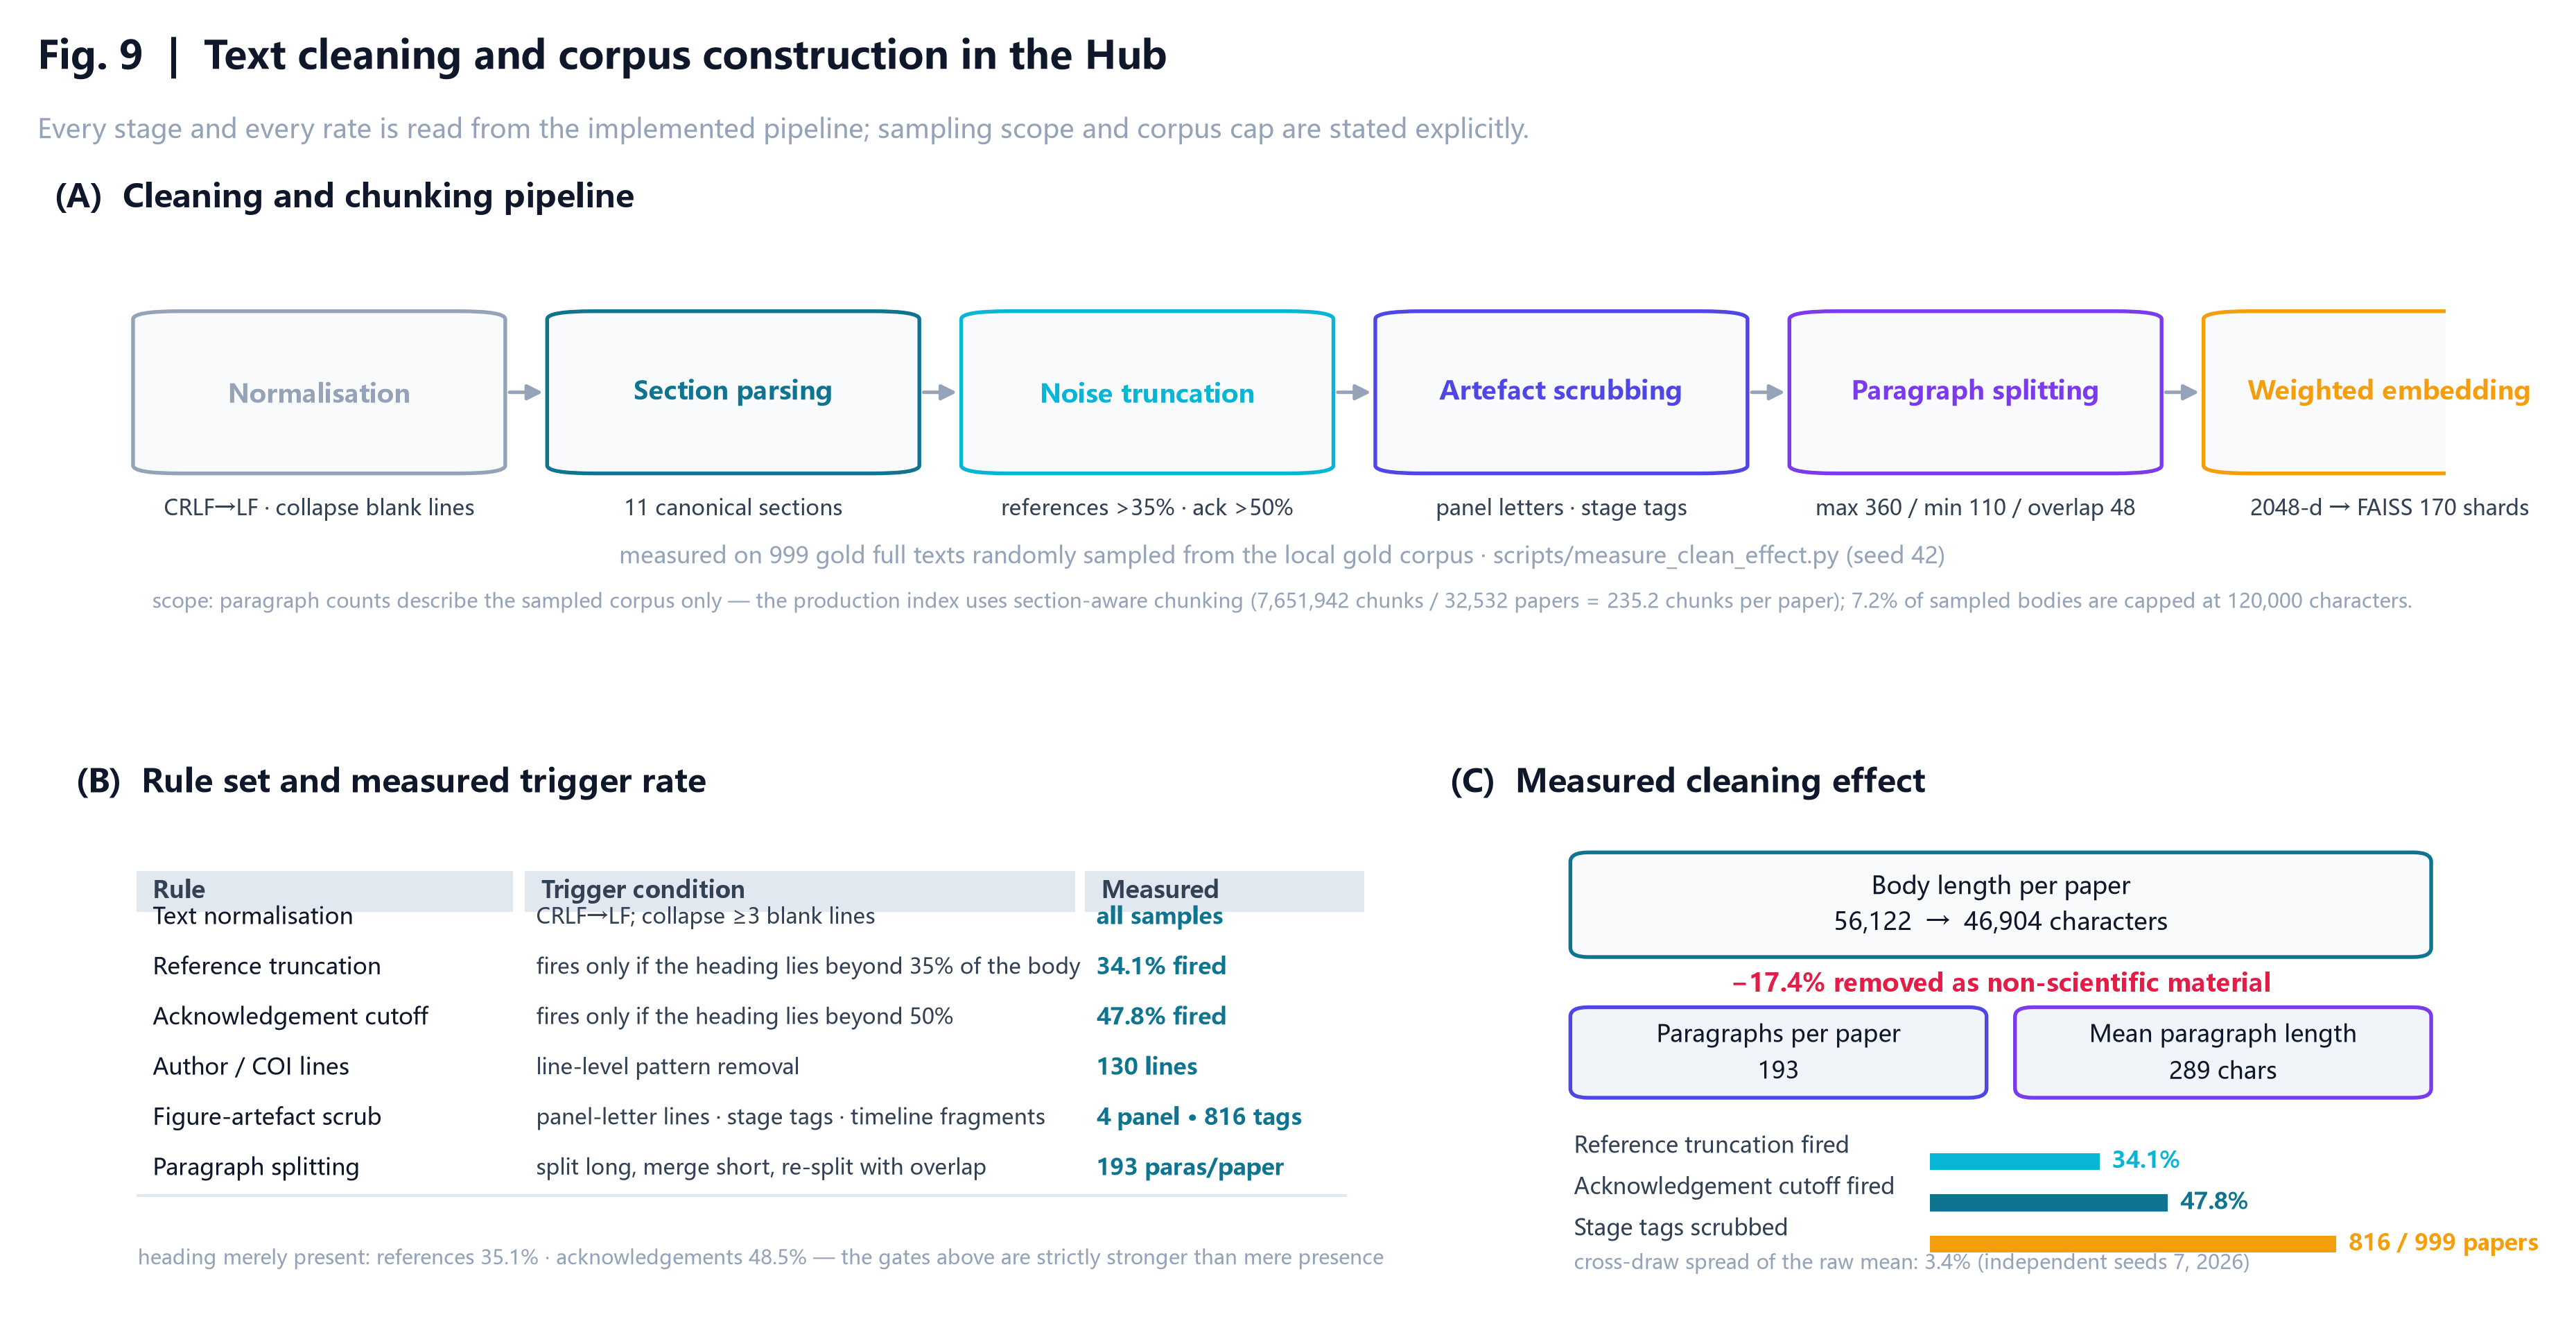 Fig. 9 | Text cleaning and corpus construction in the Hub
Every stage and every rate is read from the implemented pipeline; sampling scope and corpus cap are stated explicitly.
(A) Cleaning and chunking pipeline
Normalisation
Section parsing
Noise truncation
Artefact scrubbing
Paragraph splitting
Weighted embedding
CRLF→LF · collapse blank lines
11 canonical sections
references >35% · ack >50%
panel letters · stage tags
max 360 / min 110 / overlap 48
2048-d → FAISS 170 shards
measured on 999 gold full texts randomly sampled from the local gold corpus · scripts/measure_clean_effect.py (seed 42)
scope: paragraph counts describe the sampled corpus only — the production index uses section-aware chunking (7,651,942 chunks / 32,532 papers = 235.2 chunks per paper); 7.2% of sampled bodies are capped at 120,000 characters.
(B) Rule set and measured trigger rate
Rule Trigger condition Measured
Text normalisation CRLF→LF; collapse ≥3 blank lines all samples
Reference truncation fires only if the heading lies beyond 35% of the body 34.1% fired
Acknowledgement cutoff fires only if the heading lies beyond 50% 47.8% fired
Author / COI lines line-level pattern removal 130 lines
Figure-artefact scrub panel-letter lines · stage tags · timeline fragments 4 panel • 816 tags
Paragraph splitting split long, merge short, re-split with overlap 193 paras/paper
heading merely present: references 35.1% · acknowledgements 48.5% — the gates above are strictly stronger than mere presence
(C) Measured cleaning effect
Body length per paper
56,122 → 46,904 characters
−17.4% removed as non-scientific material
Paragraphs per paper
193
Mean paragraph length
289 chars
Reference truncation fired 34.1%
Acknowledgement cutoff fired 47.8%
Stage tags scrubbed 816 / 999 papers
cross-draw spread of the raw mean: 3.4% (independent seeds 7, 2026)